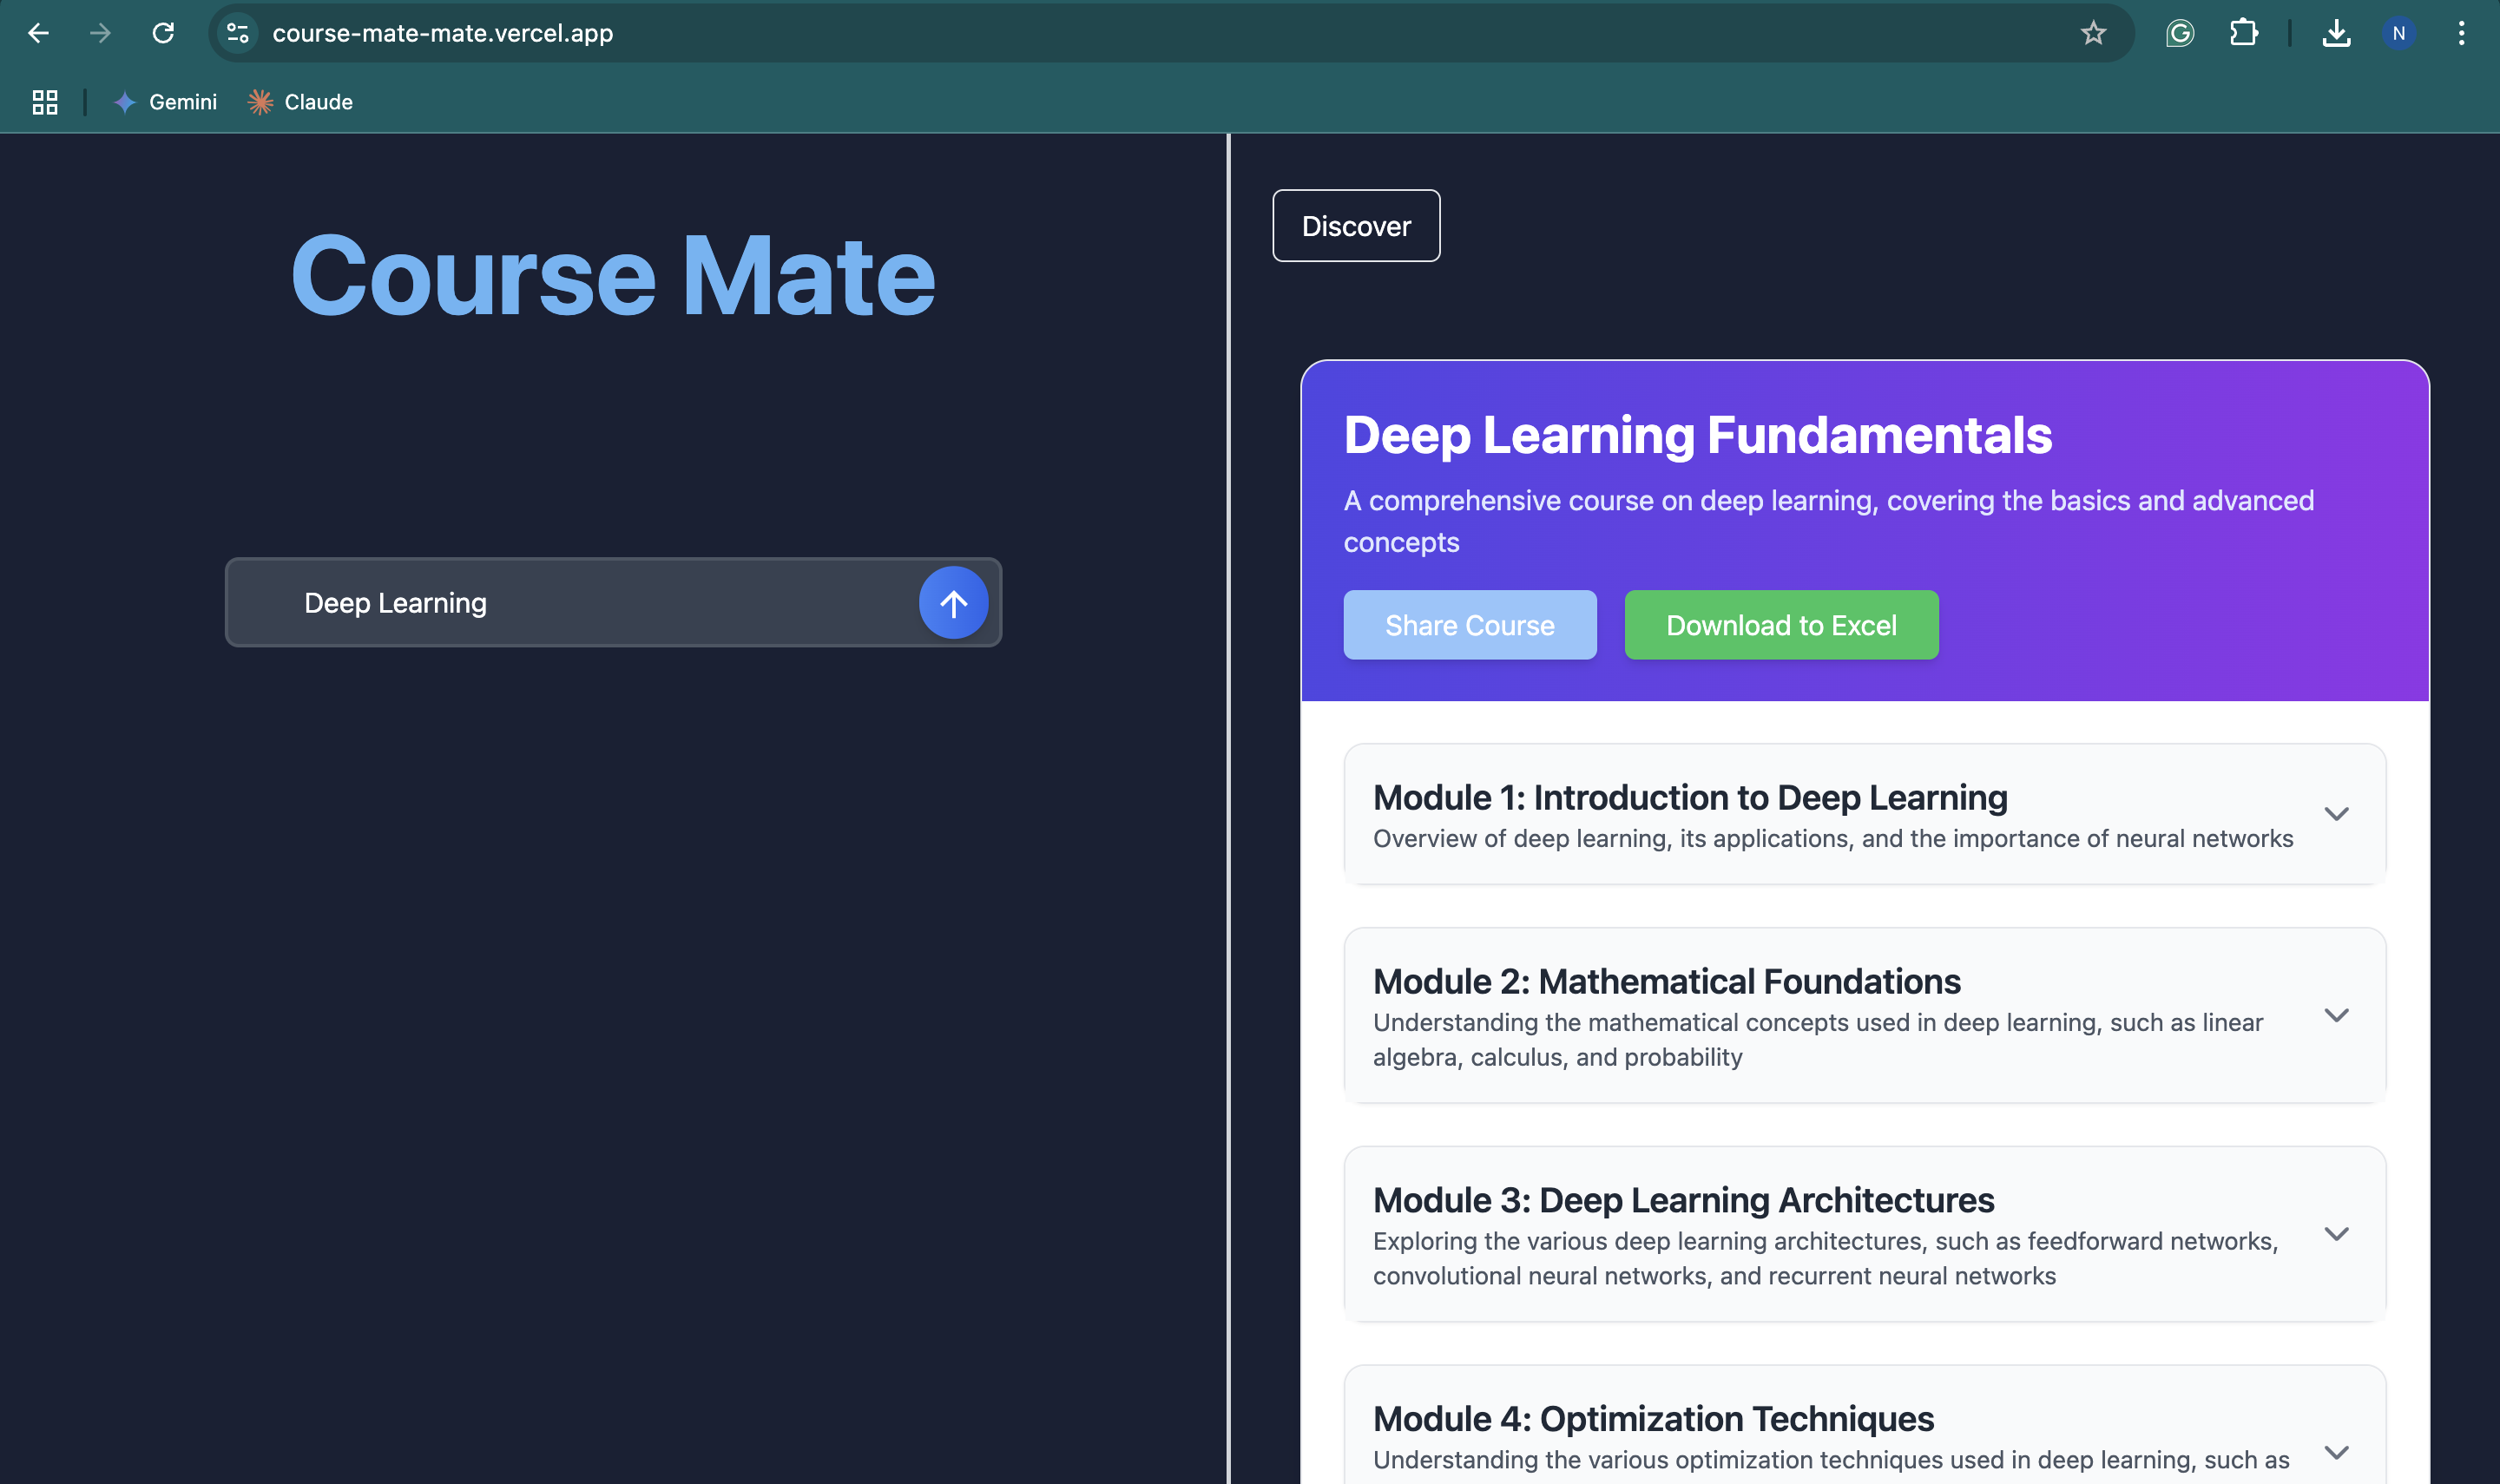 course-mate-mate.vercel.app
N
Gemini
Claude
Course Mate
Deep Learning
Discover
Deep Learning Fundamentals
A comprehensive course on deep learning, covering the basics and advanced
concepts
Share Course
Download to Excel
Module 1: Introduction to Deep Learning
Overview of deep learning, its applications, and the importance of neural networks
Module 2: Mathematical Foundations
Understanding the mathematical concepts used in deep learning, such as linear
algebra, calculus, and probability
Module 3: Deep Learning Architectures
Exploring the various deep learning architectures, such as feedforward networks,
convolutional neural networks, and recurrent neural networks
Module 4: Optimization Techniques
Understanding the various optimization techniques used in deep learning, such as